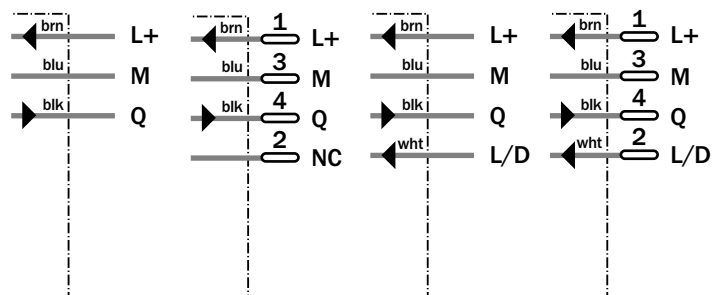 brn L+
blu M
blk Q
brn 1 L+
blu 3 M
blk 4 Q
2 NC
brn L+
blu M
blk Q
wht L/D
brn 1 L+
blu 3 M
blk 4 Q
wht 2 L/D